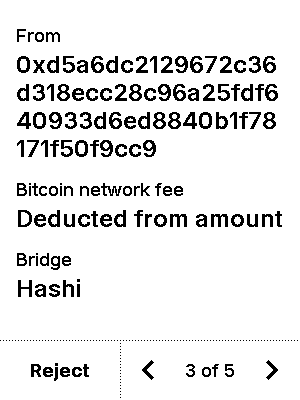 From
0xd5a6dc2129672c36
d318ecc28c96a25fdf6
40933d6ed8840b1f78
171f50f9cc9
Bitcoin network fee
Deducted from amount
Bridge
Hashi
Reject
3 of 5